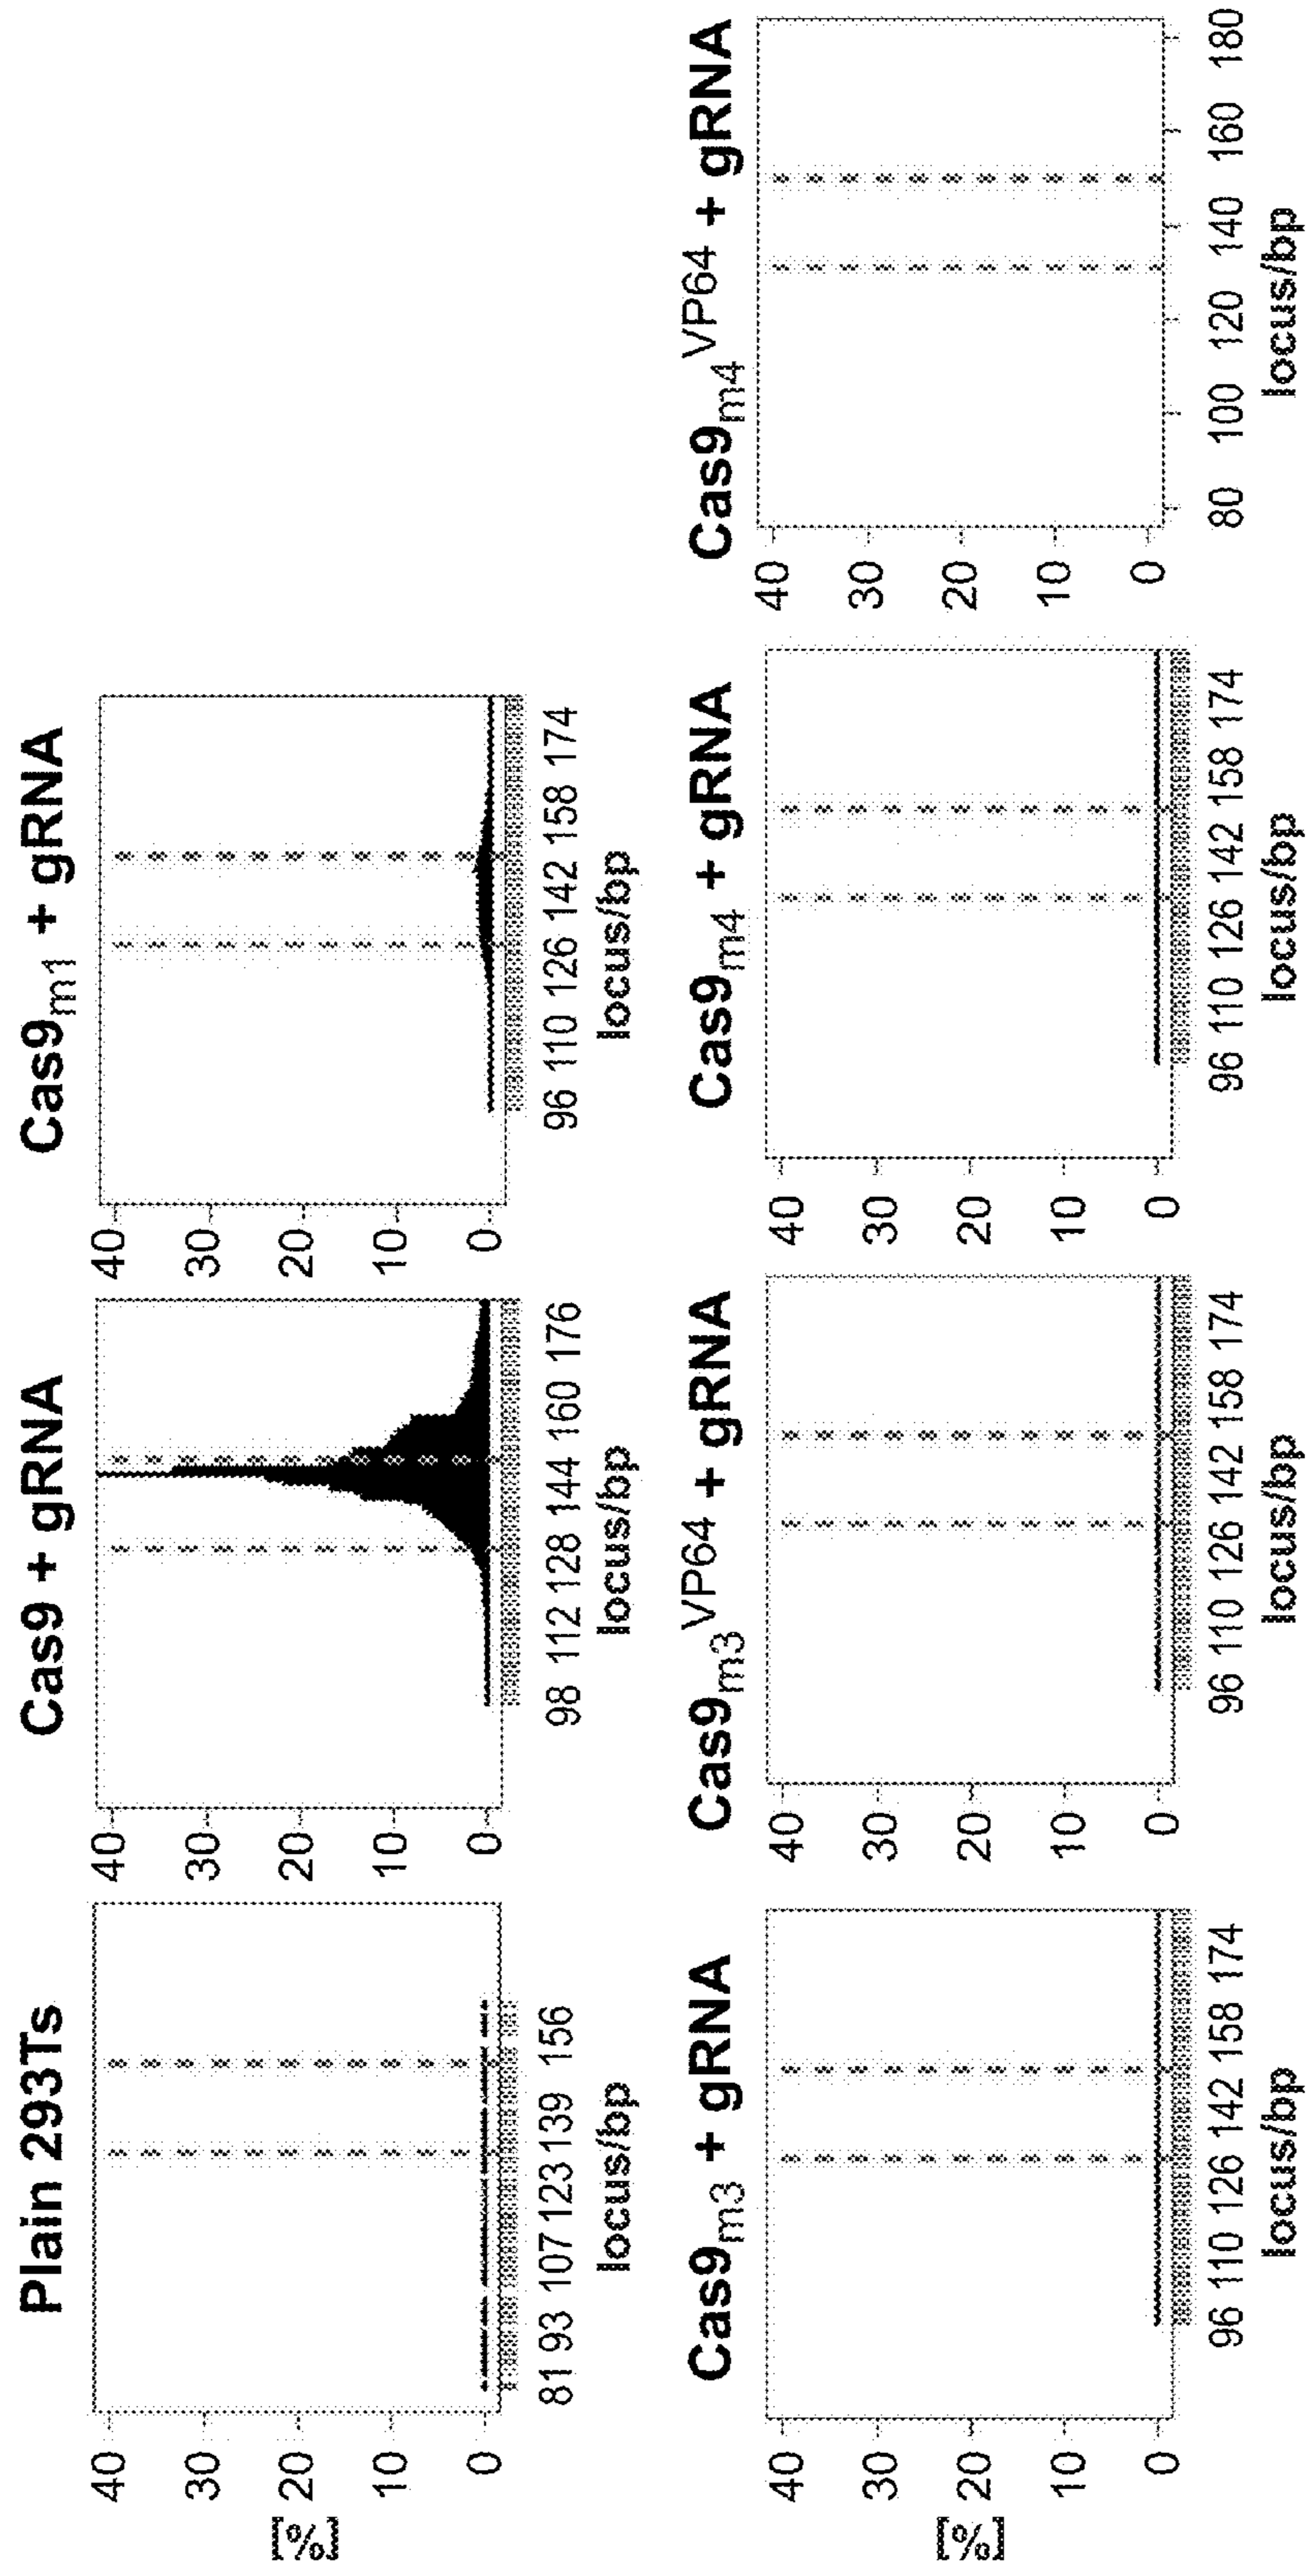 Plain 293Ts
[%]
40
30
20
10
0
81 93 107 123 139 156
locus/bp
Cas9 + gRNA
40
30
20
10
0
98 112 128 144 160 176
locus/bp
Cas9m1 + gRNA
40
30
20
10
0
96 110 126 142 158 174
locus/bp
Cas9m3 + gRNA
[%]
40
30
20
10
0
96 110 126 142 158 174
locus/bp
Cas9m3VP64 + gRNA
40
30
20
10
0
96 110 126 142 158 174
locus/bp
Cas9m4 + gRNA
40
30
20
10
0
96 110 126 142 158 174
locus/bp
Cas9m4VP64 + gRNA
40
30
20
10
0
80 100 120 140 160 180
locus/bp